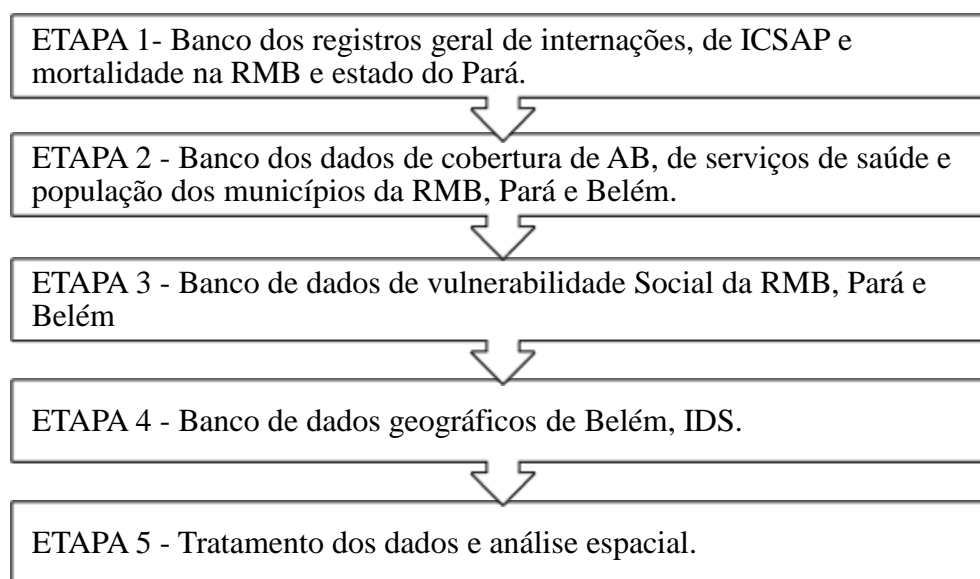 ETAPA 1- Banco dos registros geral de internações, de ICSAP e
mortalidade na RMB e estado do Pará.
ETAPA 2 - Banco dos dados de cobertura de AB, de serviços de saúde e
população dos municípios da RMB, Pará e Belém.
ETAPA 3 - Banco de dados de vulnerabilidade Social da RMB, Pará e
Belém
ETAPA 4 - Banco de dados geográficos de Belém, IDS.
ETAPA 5 - Tratamento dos dados e análise espacial.